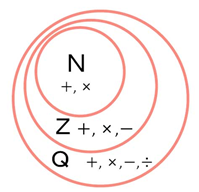 N
+, ×
Z +, ×, −
Q +, ×, −, ÷